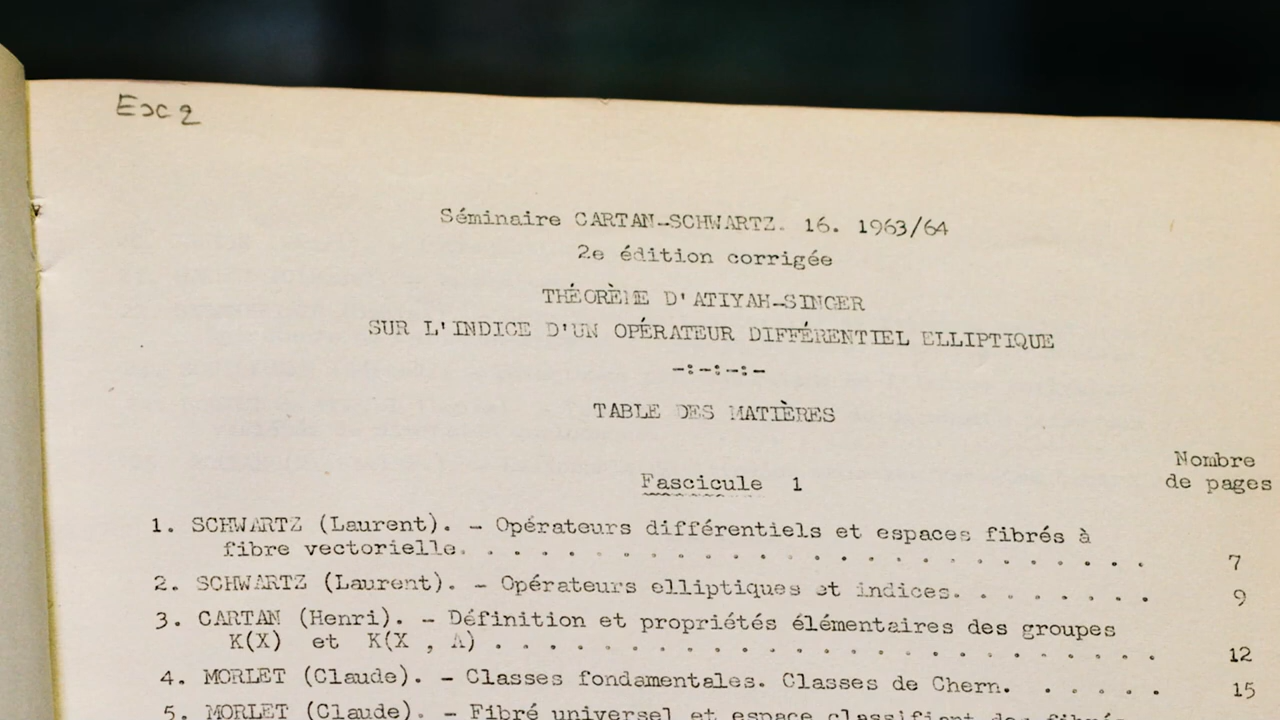 Exc 2
Séminaire CARTAN-SCHWARTZ. 16. 1963/64
2e édition corrigée
THÉORÈME D'ATIYAH-SINGER
SUR L'INDICE D'UN OPÉRATEUR DIFFÉRENTIEL ELLIPTIQUE
-:-:-:-
TABLE DES MATIÈRES
Nombre
de pages
Fascicule 1
1. SCHWARTZ (Laurent). - Opérateurs différentiels et espaces fibrés à
fibre vectorielle. . . . . . . . . . . . . . . . . . . . . . . . . . 7
2. SCHWARTZ (Laurent). - Opérateurs elliptiques et indices. . . . . . . . 9
3. CARTAN (Henri). - Définition et propriétés élémentaires des groupes
K(X) et K(X , A) . . . . . . . . . . . . . . . . . . . . . . . . . 12
4. MORLET (Claude). - Classes fondamentales. Classes de Chern. . . . . . 15
5. MORLET (Claude). - Fibré universel et espace classifiant des fibrés